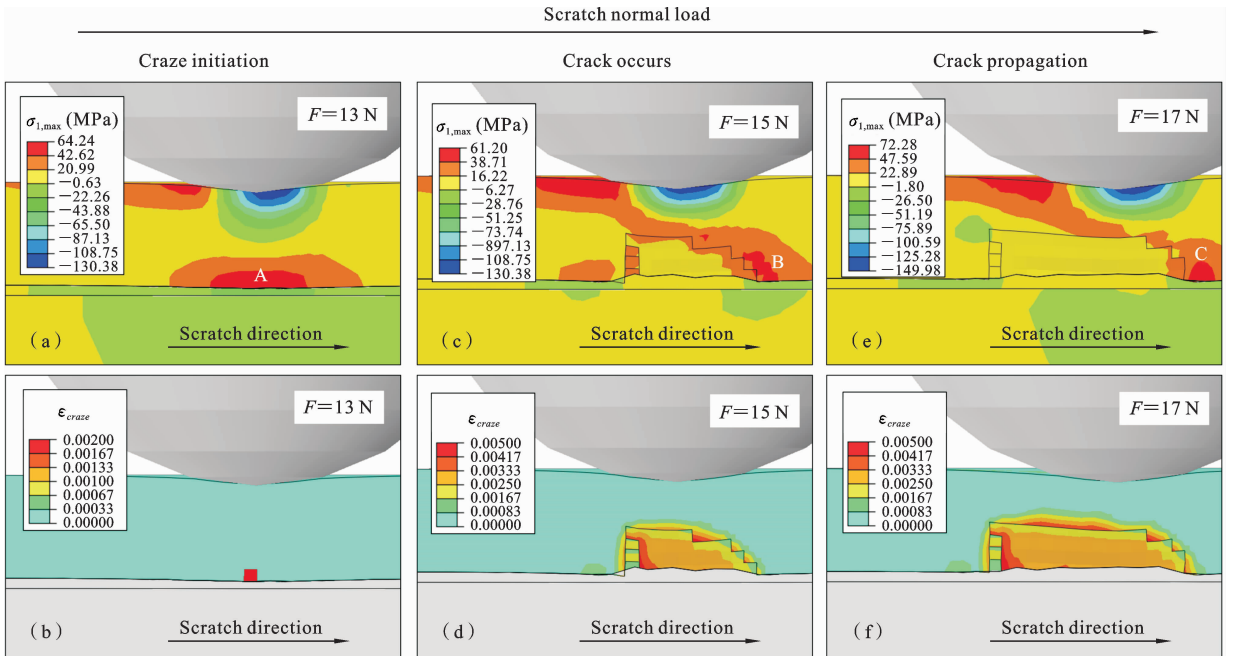 Scratch normal load
Craze initiation
Crack occurs
Crack propagation
σ1,max (MPa)
64.24
42.62
20.99
−0.63
−22.26
−43.88
−65.50
−87.13
−108.75
−130.38
F=13 N
A
Scratch direction
(a)
σ1,max (MPa)
61.20
38.71
16.22
−6.27
−28.76
−51.25
−73.74
−897.13
−108.75
−130.38
F=15 N
B
Scratch direction
(c)
σ1,max (MPa)
72.28
47.59
22.89
−1.80
−26.50
−51.19
−75.89
−100.59
−125.28
−149.98
F=17 N
C
Scratch direction
(e)
εcraze
0.00200
0.00167
0.00133
0.00100
0.00067
0.00033
0.00000
F=13 N
Scratch direction
(b)
εcraze
0.00500
0.00417
0.00333
0.00250
0.00167
0.00083
0.00000
F=15 N
Scratch direction
(d)
εcraze
0.00500
0.00417
0.00333
0.00250
0.00167
0.00083
0.00000
F=17 N
Scratch direction
(f)